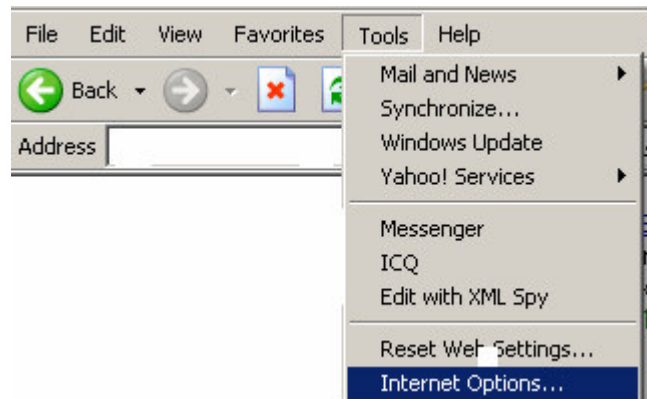 File Edit View Favorites Tools Help
Back
Address
Mail and News
Synchronize...
Windows Update
Yahoo! Services
Messenger
ICQ
Edit with XML Spy
Reset Web Settings...
Internet Options...